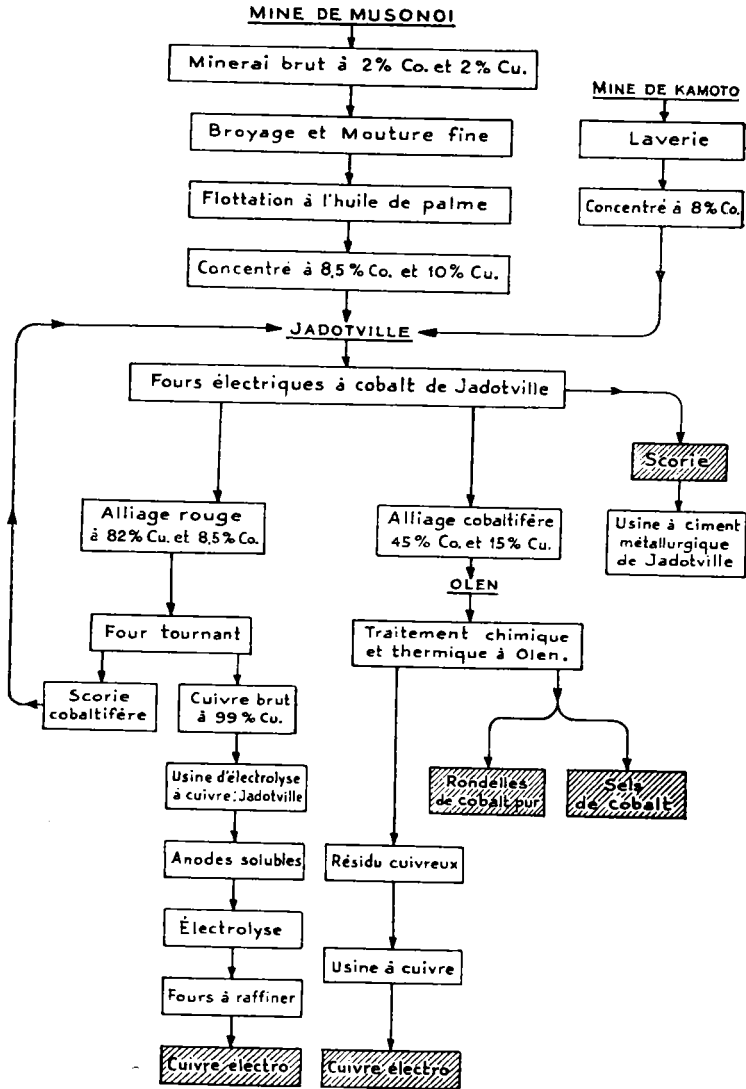 MINE DE MUSONOI
Minerai brut à 2% Co. et 2% Cu.
MINE DE KAMOTO
Broyage et Mouture fine
Laverie
Flottation à l'huile de palme
Concentré à 8% Co.
Concentré à 8,5% Co. et 10% Cu.
JADOTVILLE
Fours électriques à cobalt de Jadotville
Scorie
Alliage rouge
à 82% Cu. et 8,5% Co.
Alliage cobaltifére
45% Co. et 15% Cu.
Usine à ciment
métallurgique
de Jadotville
OLEN
Four tournant
Traitement chimique
et thermique à Olen.
Scorie
cobaltifére
Cuivre brut
à 99% Cu.
Usine d'électrolyse
à cuivre: Jadotville
Rondelles
de cobalt pur
Sels
de cobalt
Anodes solubles
Résidu cuivreux
Électrolyse
Usine à cuivre
Fours à raffiner
Cuivre électro
Cuivre électro